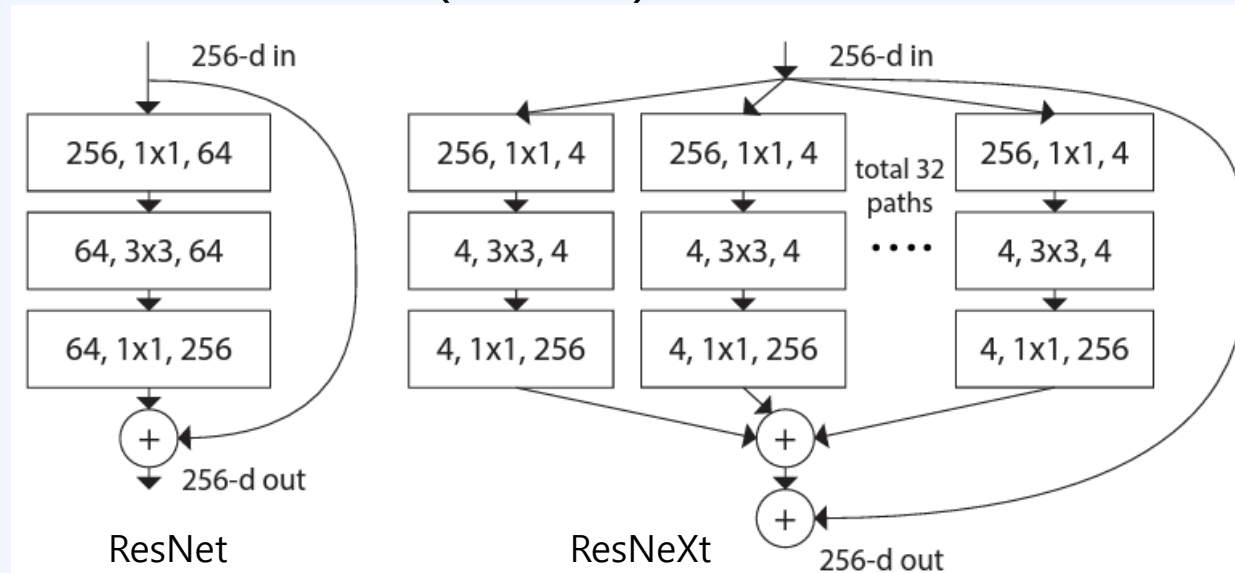 256-d in
256, 1x1, 64
64, 3x3, 64
64, 1x1, 256
+
256-d out
ResNet
256-d in
256, 1x1, 4
4, 3x3, 4
4, 1x1, 256
256, 1x1, 4
4, 3x3, 4
4, 1x1, 256
total 32
paths
....
256, 1x1, 4
4, 3x3, 4
4, 1x1, 256
+
+
256-d out
ResNeXt